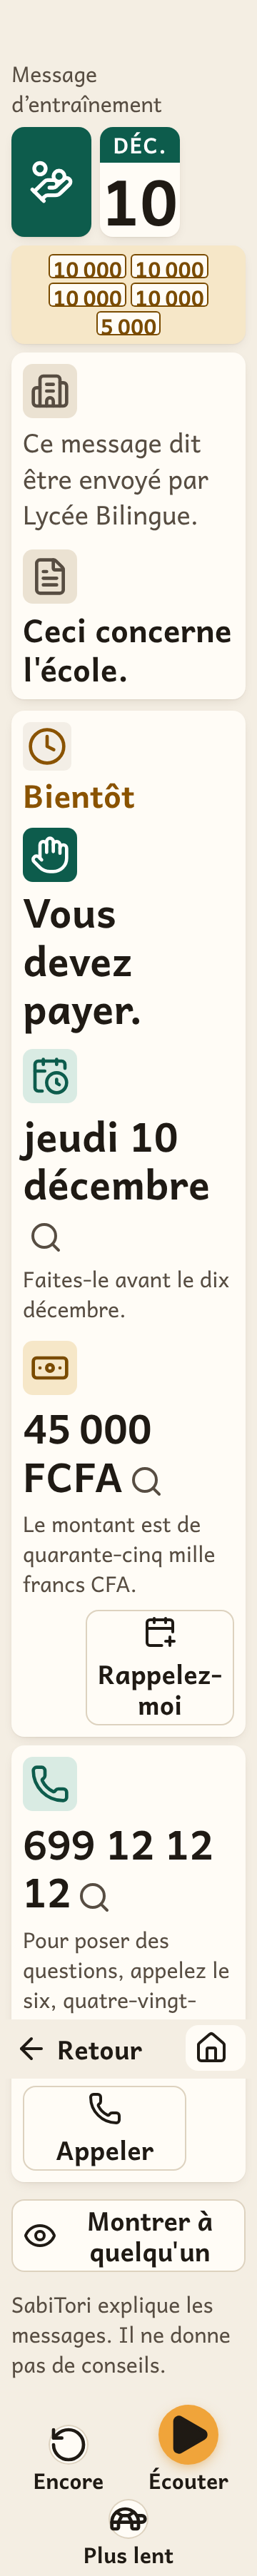 Message
d’entraînement
DÉC.
10
10 000 10 000
10 000 10 000
5 000
Ce message dit
être envoyé par
Lycée Bilingue.
Ceci concerne
l'école.
Bientôt
Vous
devez
payer.
jeudi 10
décembre
Faites-le avant le dix
décembre.
45 000
FCFA
Le montant est de
quarante-cinq mille
francs CFA.
Rappelez-
moi
699 12 12
12
Pour poser des
questions, appelez le
six, quatre-vingt-
Retour
Appeler
Montrer à
quelqu'un
SabiTori explique les
messages. Il ne donne
pas de conseils.
Encore
Écouter
Plus lent